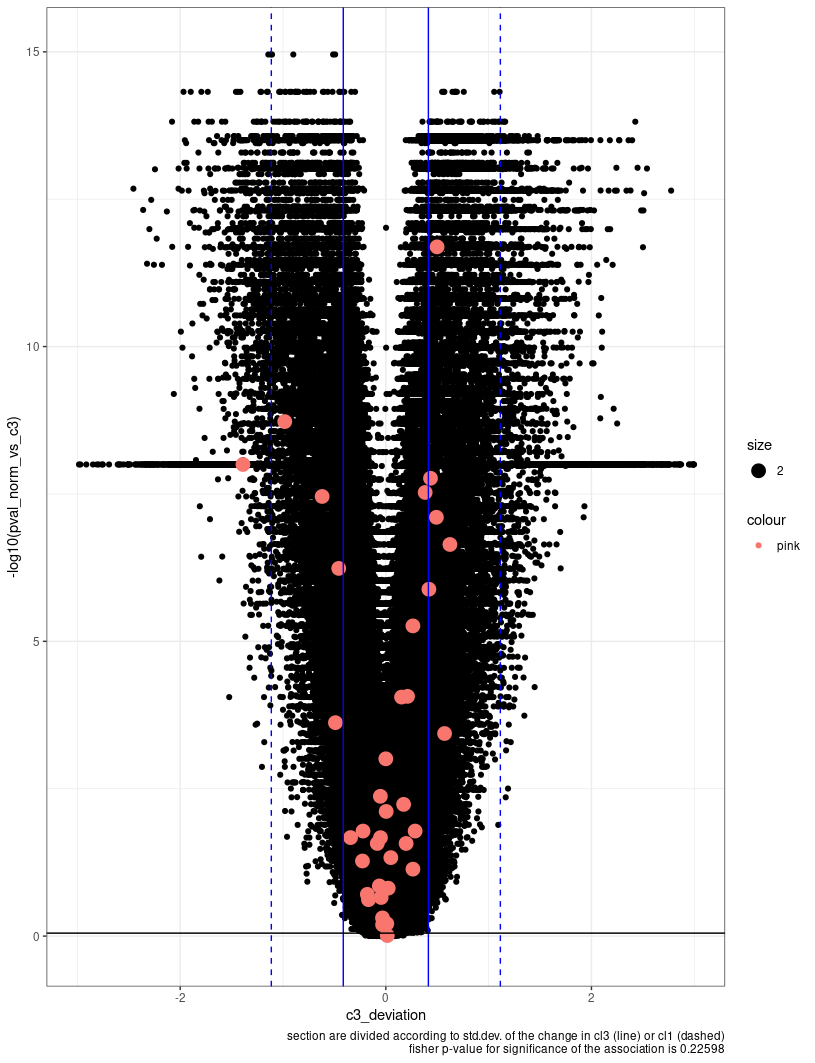 15
10
5
0
-log10(pval_norm_vs_c3)
-2
0
2
c3_deviation
size
2
colour
pink
section are divided according to std.dev. of the change in cl3 (line) or cl1 (dashed)
fisher p-value for significance of the association is 0.22598